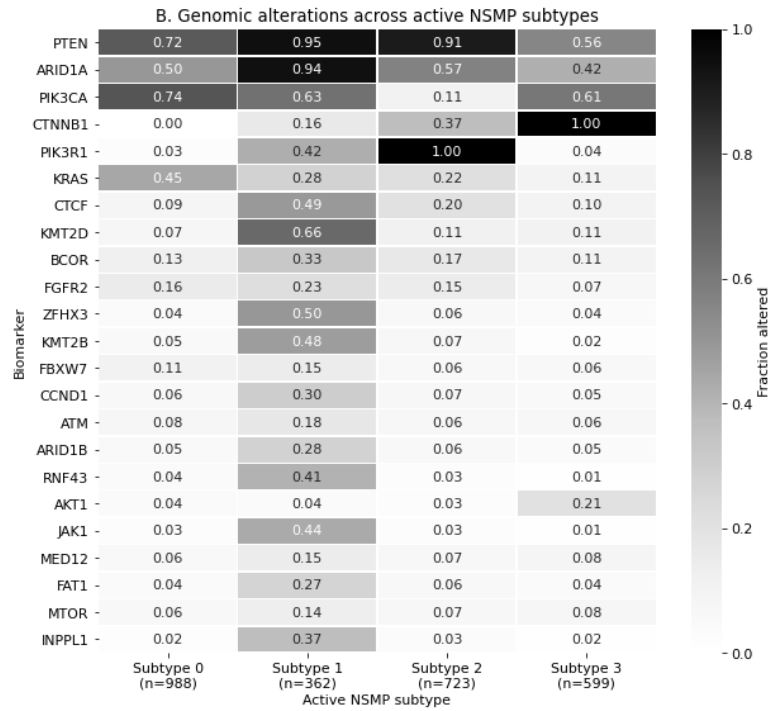 B. Genomic alterations across active NSMP subtypes
PTEN 0.72 0.95 0.91 0.56
ARID1A 0.50 0.94 0.57 0.42
PIK3CA 0.74 0.63 0.11 0.61
CTNNB1 0.00 0.16 0.37 1.00
PIK3R1 0.03 0.42 1.00 0.04
KRAS 0.45 0.28 0.22 0.11
CTCF 0.09 0.49 0.20 0.10
KMT2D 0.07 0.66 0.11 0.11
BCOR 0.13 0.33 0.17 0.11
FGFR2 0.16 0.23 0.15 0.07
ZFHX3 0.04 0.50 0.06 0.04
KMT2B 0.05 0.48 0.07 0.02
FBXW7 0.11 0.15 0.06 0.06
CCND1 0.06 0.30 0.07 0.05
ATM 0.08 0.18 0.06 0.06
ARID1B 0.05 0.28 0.06 0.05
RNF43 0.04 0.41 0.03 0.01
AKT1 0.04 0.04 0.03 0.21
JAK1 0.03 0.44 0.03 0.01
MED12 0.06 0.15 0.07 0.08
FAT1 0.04 0.27 0.06 0.04
MTOR 0.06 0.14 0.07 0.08
INPPL1 0.02 0.37 0.03 0.02
Subtype 0 Subtype 1 Subtype 2 Subtype 3
(n=988) (n=362) (n=723) (n=599)
Active NSMP subtype
Biomarker
1.0
0.8
0.6
0.4
0.2
0.0
Fraction altered